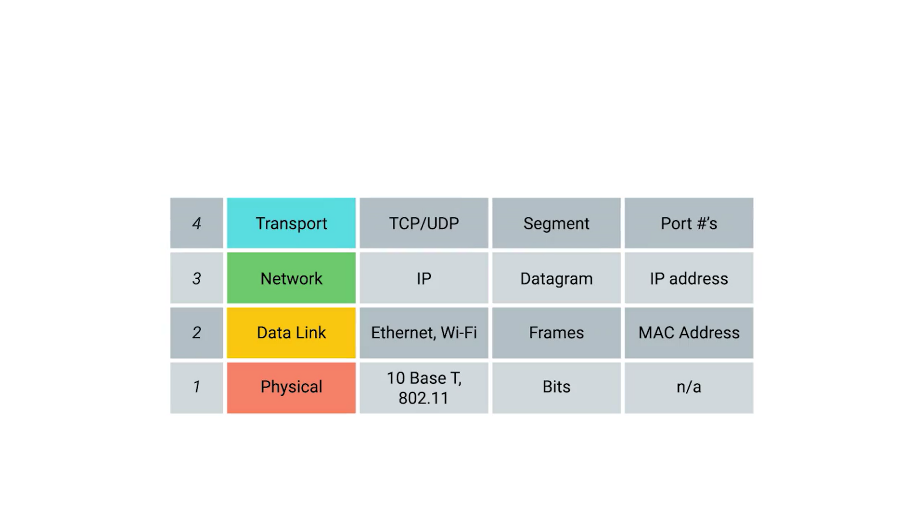 4 Transport TCP/UDP Segment Port #'s
3 Network IP Datagram IP address
2 Data Link Ethernet, Wi-Fi Frames MAC Address
1 Physical 10 Base T, 802.11 Bits n/a